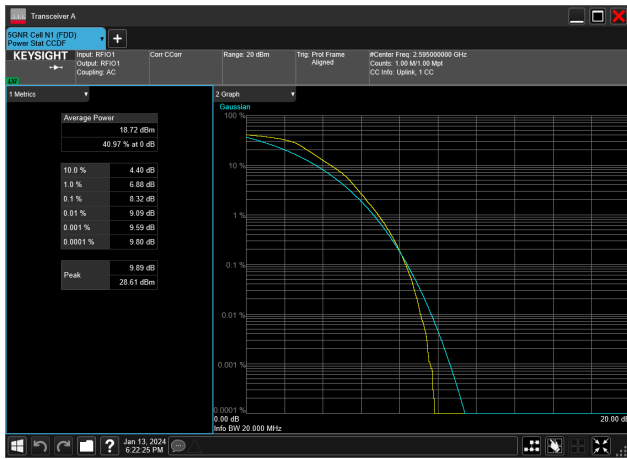 Transceiver A
5GNR Cell N1 (FDD)
Power Stat CCDF
KEYSIGHT
Input: RFIO1
Output: RFIO1
Coupling: AC
Corr CCorr
Range: 20 dBm
Trig: Prot Frame
Aligned
#Center Freq: 2.595000000 GHz
Counts: 1.00 M/1.00 Mpt
CC Info: Uplink, 1 CC
LXI
1 Metrics
Average Power
18.72 dBm
40.97 % at 0 dB
10.0 % 4.40 dB
1.0 % 6.88 dB
0.1 % 8.32 dB
0.01 % 9.09 dB
0.001 % 9.59 dB
0.0001 % 9.80 dB
Peak 9.89 dB
28.61 dBm
2 Graph
Gaussian
100 %
10 %
1 %
0.1 %
0.01 %
0.001 %
0.0001 %
0.00 dB
20.00 dB
Info BW 20.000 MHz
Jan 13, 2024
6:22:25 PM